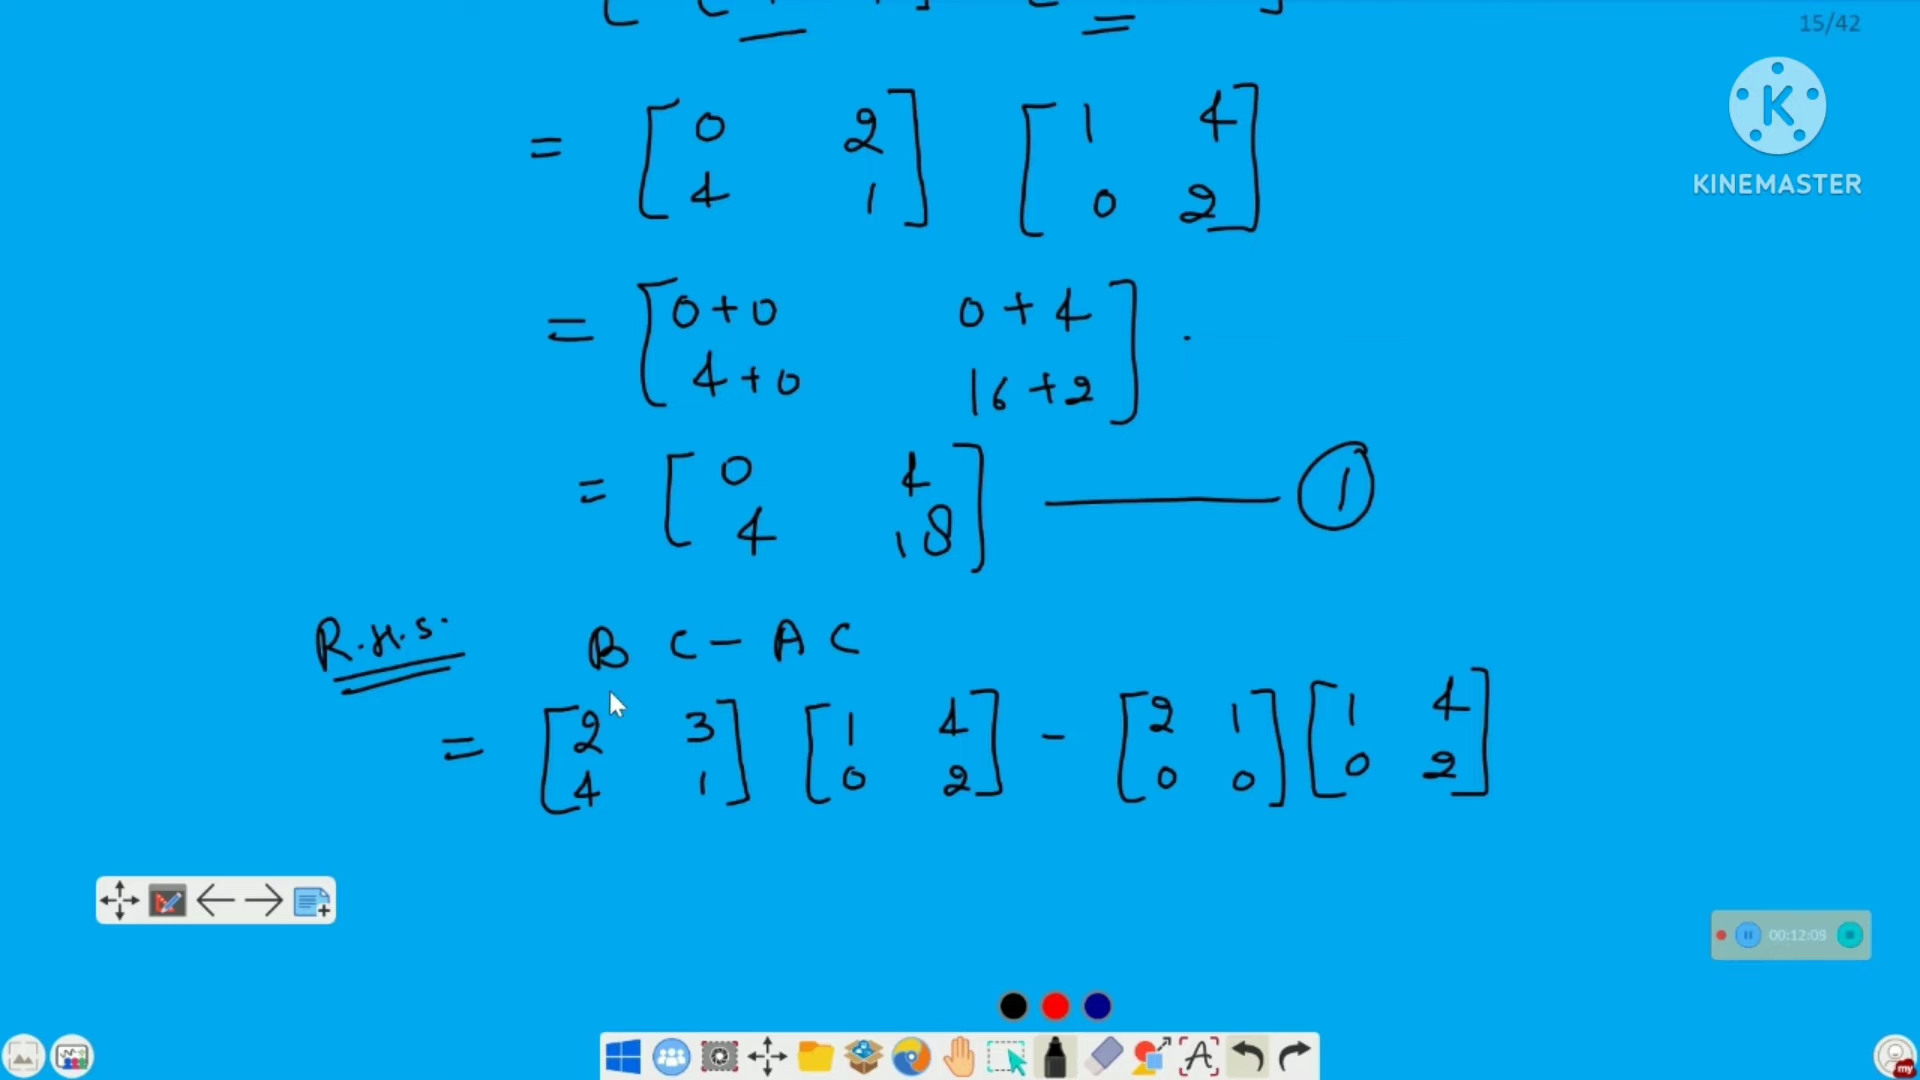 15/42
KINEMASTER
= [ 0 2 ] [ 1 4 ]
[ 4 1 ] [ 0 2 ]
= [ 0+0 0+4 ] .
[ 4+0 16+2 ]
= [ 0 4 ] ——— ①
[ 4 18 ]
R.H.S. B C - A C
= [ 2 3 ] [ 1 4 ] - [ 2 1 ] [ 1 4 ]
[ 4 1 ] [ 0 2 ] [ 0 0 ] [ 0 2 ]